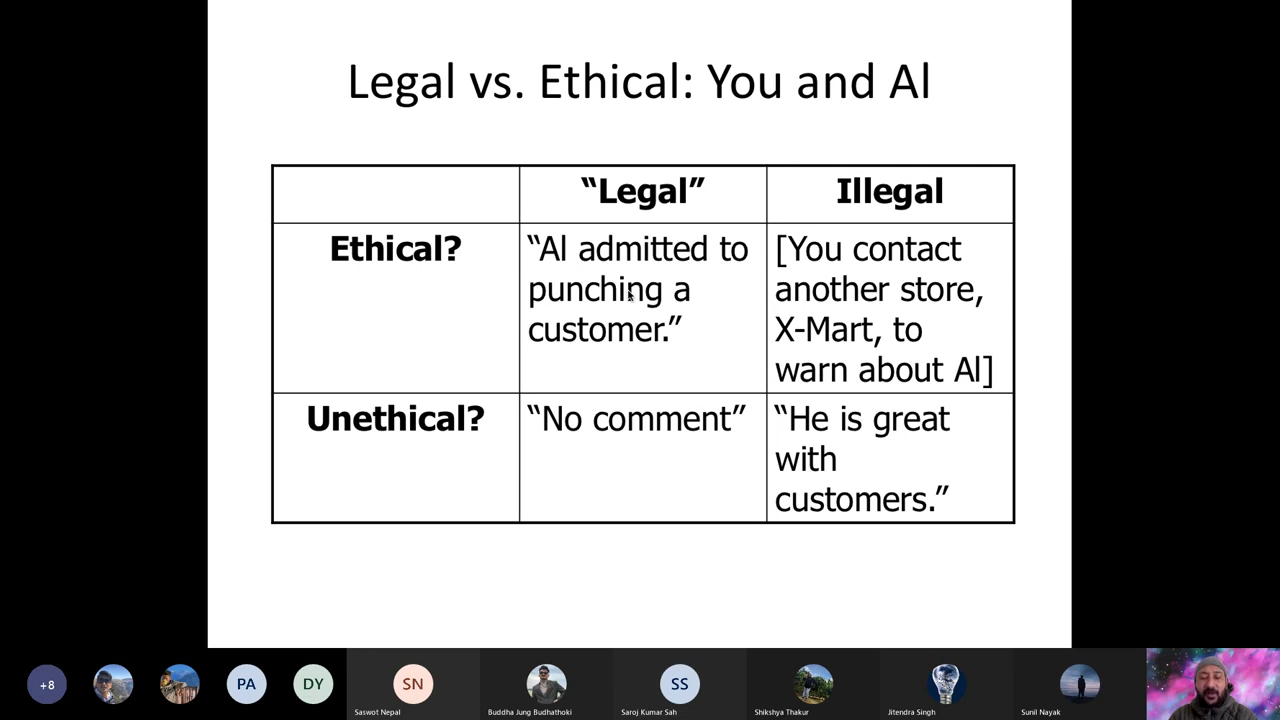 Legal vs. Ethical: You and Al
“Legal” Illegal
Ethical? “Al admitted to [You contact
punching a another store,
customer.” X-Mart, to
warn about Al]
Unethical? “No comment” “He is great
with
customers.”
+8 PA DY SN SS
Saswot Nepal Buddha Jung Budhathoki Saroj Kumar Sah Shikshya Thakur Jitendra Singh Sunil Nayak